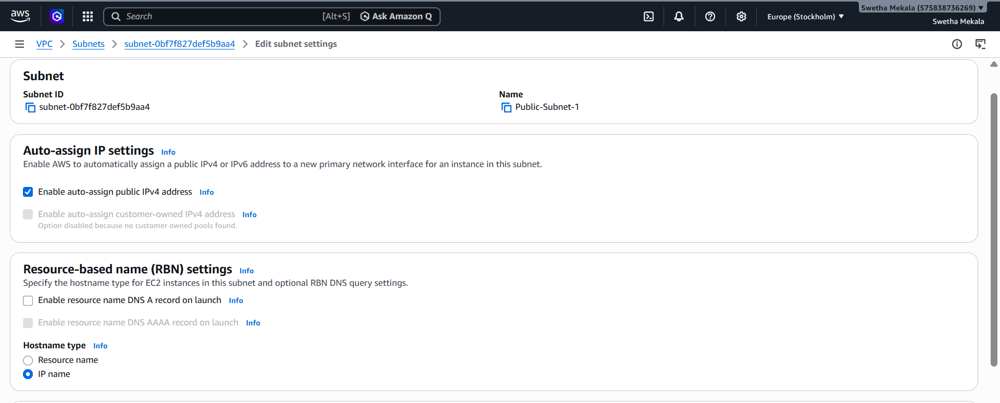 aws
Search [Alt+S] Ask Amazon Q
Europe (Stockholm)
Swetha Mekala (575838736269)
Swetha Mekala
VPC Subnets subnet-0bf7f827def5b9aa4 Edit subnet settings
Subnet
Subnet ID
subnet-0bf7f827def5b9aa4
Name
Public-Subnet-1
Auto-assign IP settings Info
Enable AWS to automatically assign a public IPv4 or IPv6 address to a new primary network interface for an instance in this subnet.
Enable auto-assign public IPv4 address Info
Enable auto-assign customer-owned IPv4 address Info
Option disabled because no customer owned pools found.
Resource-based name (RBN) settings Info
Specify the hostname type for EC2 instances in this subnet and optional RBN DNS query settings.
Enable resource name DNS A record on launch Info
Enable resource name DNS AAAA record on launch Info
Hostname type Info
Resource name
IP name